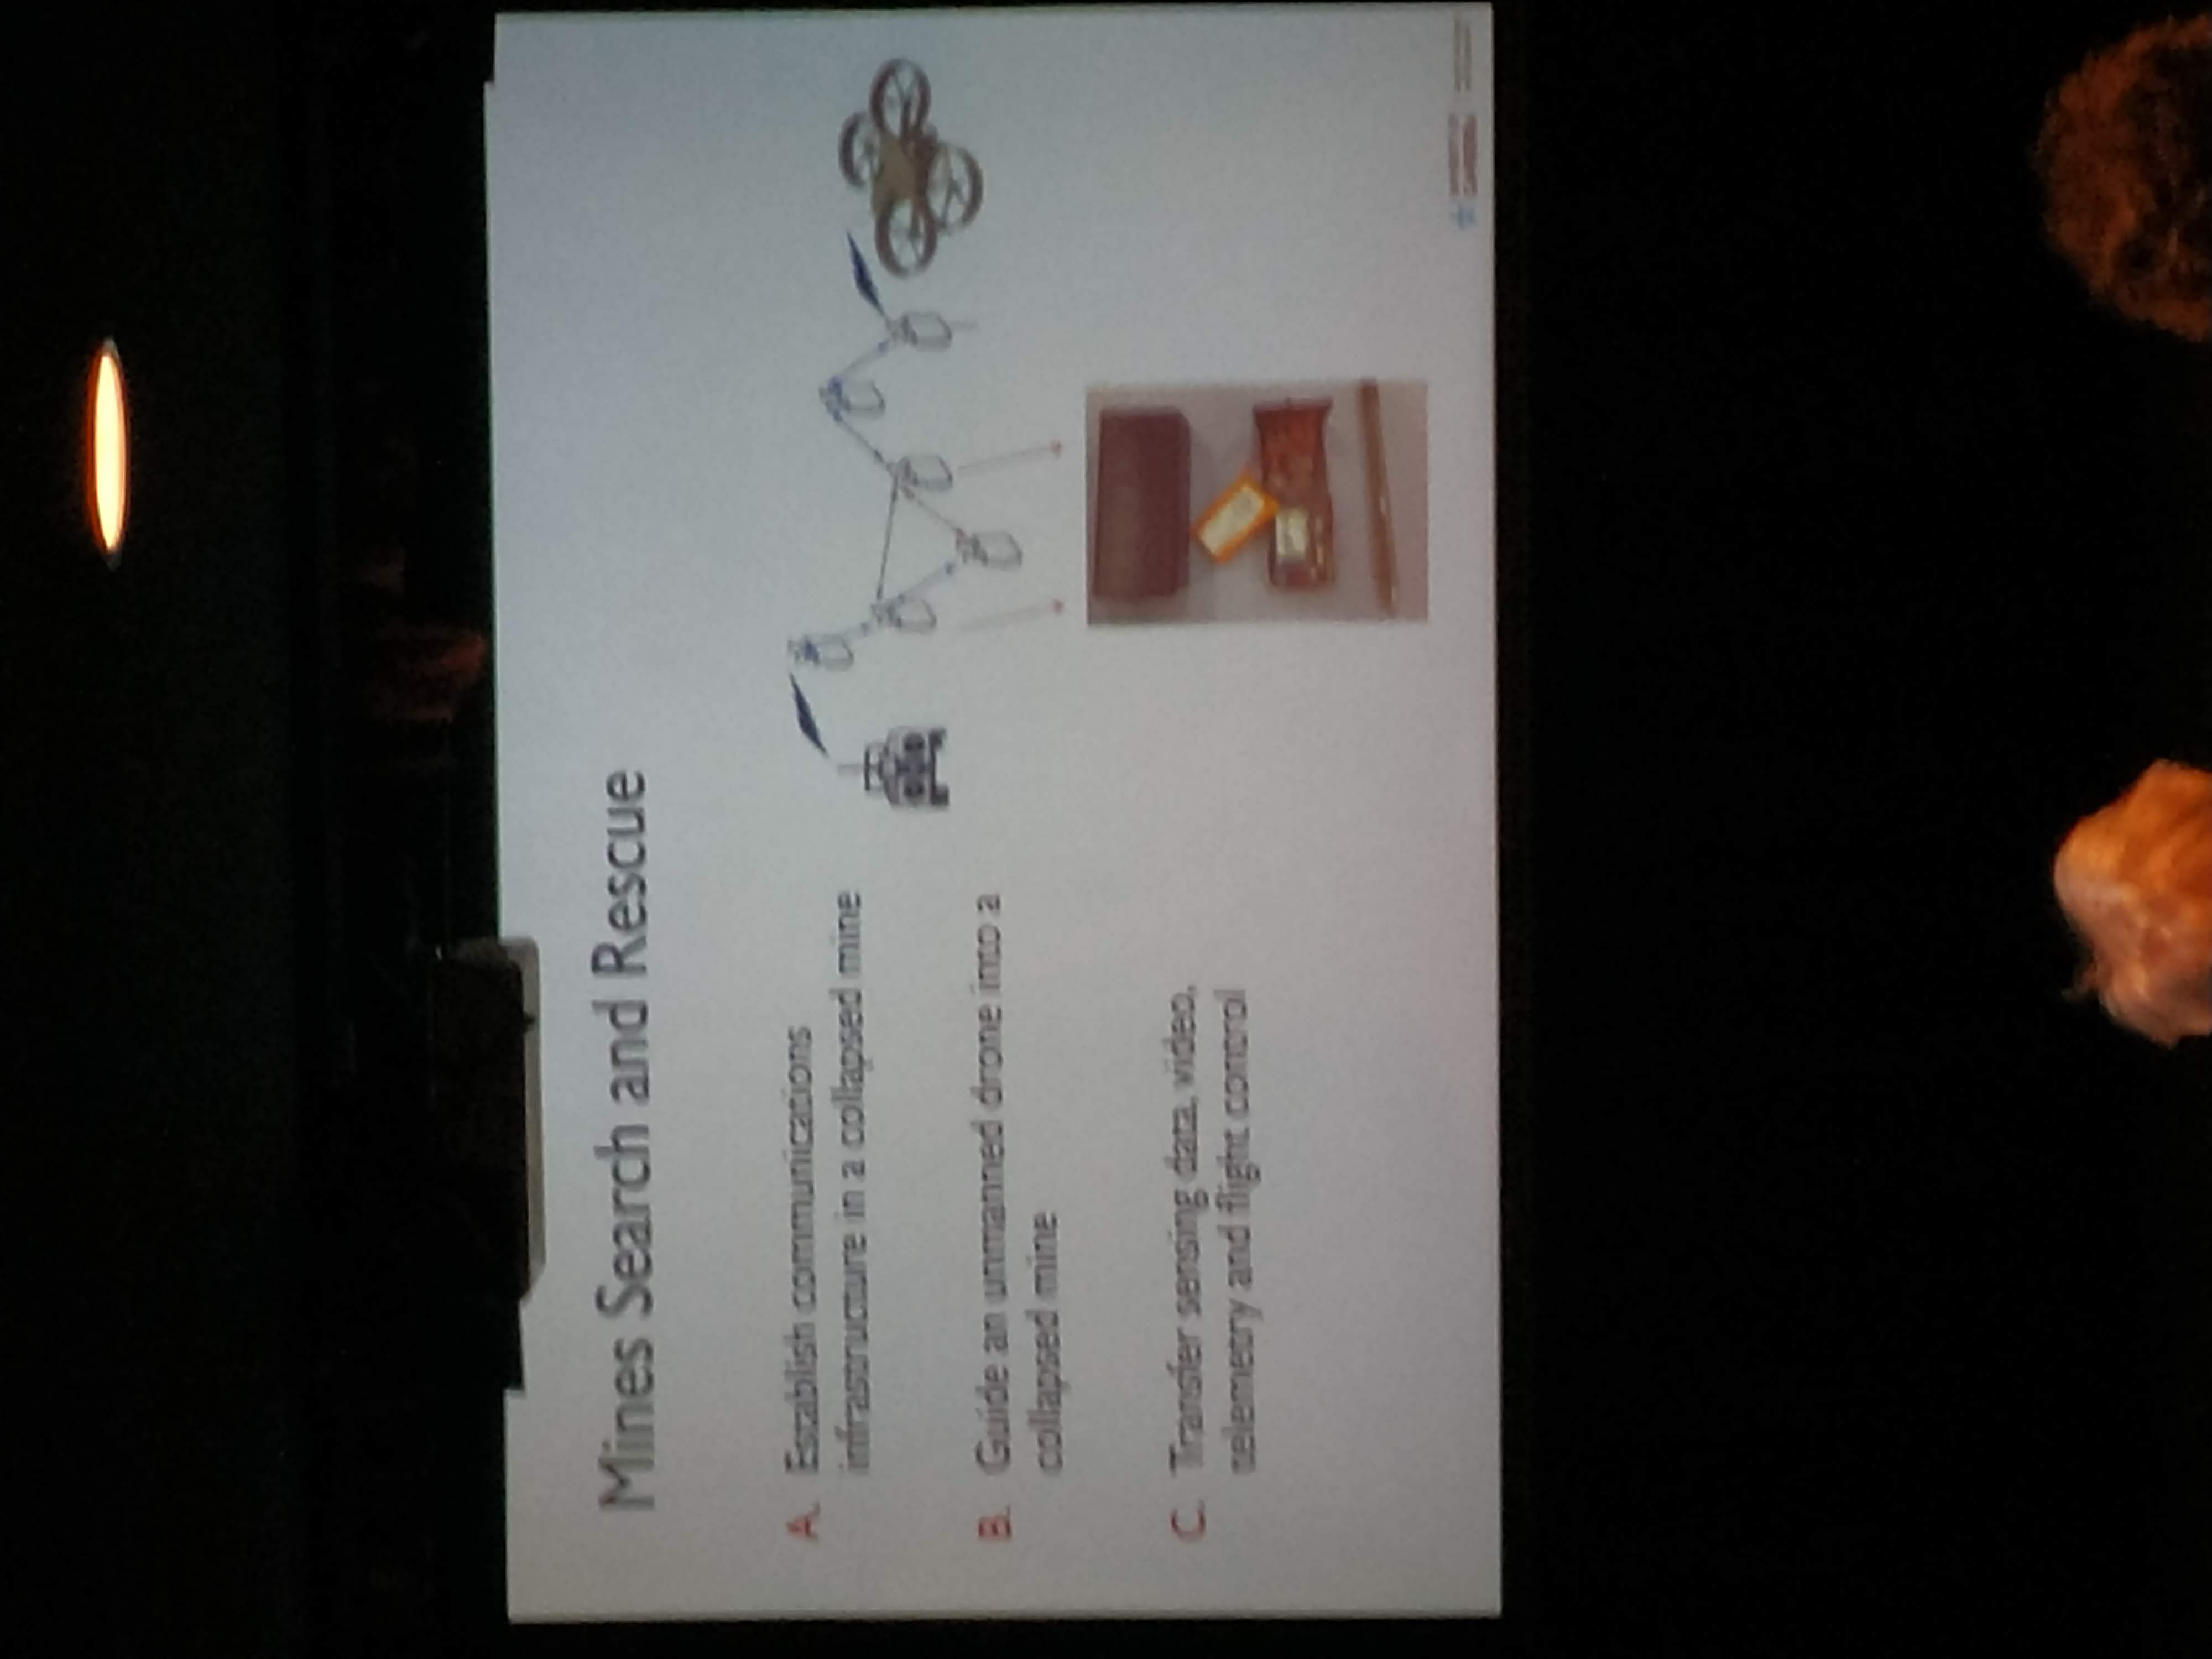 Mines Search and Rescue
A. Establish communications
infrastructure in a collapsed mine
B. Guide an unmanned drone into a
collapsed mine
C. Transfer sensing data, video,
telemetry and flight control